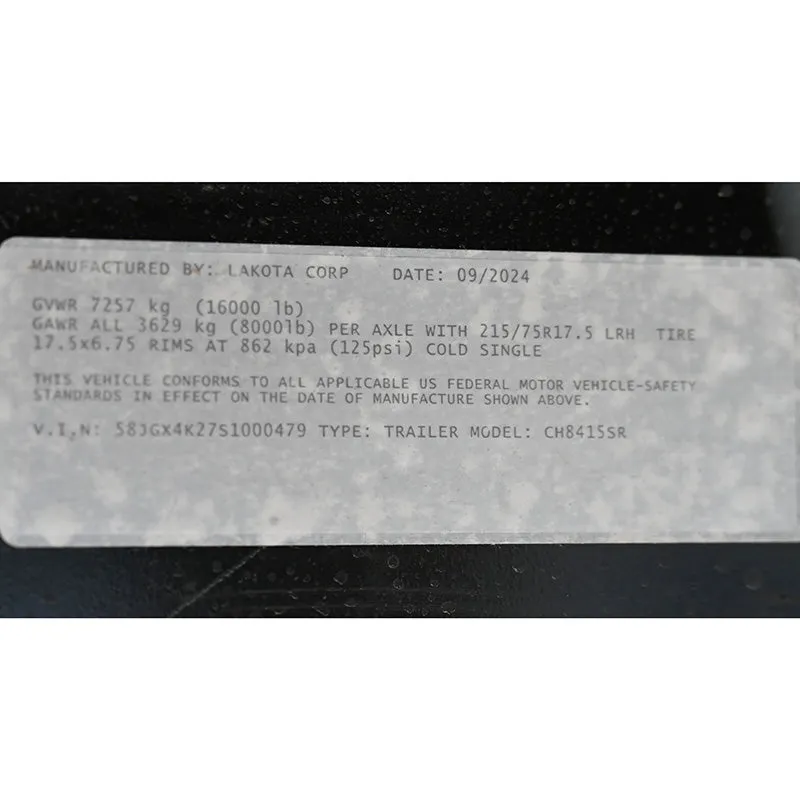 MANUFACTURED BY: LAKOTA CORP DATE: 09/2024
GVWR 7257 kg (16000 lb)
GAWR ALL 3629 kg (8000lb) PER AXLE WITH 215/75R17.5 LRH TIRE
17.5x6.75 RIMS AT 862 kpa (125psi) COLD SINGLE
THIS VEHICLE CONFORMS TO ALL APPLICABLE US FEDERAL MOTOR VEHICLE-SAFETY
STANDARDS IN EFFECT ON THE DATE OF MANUFACTURE SHOWN ABOVE.
V.I,N: 58JGX4K27S1000479 TYPE: TRAILER MODEL: CH8415SR